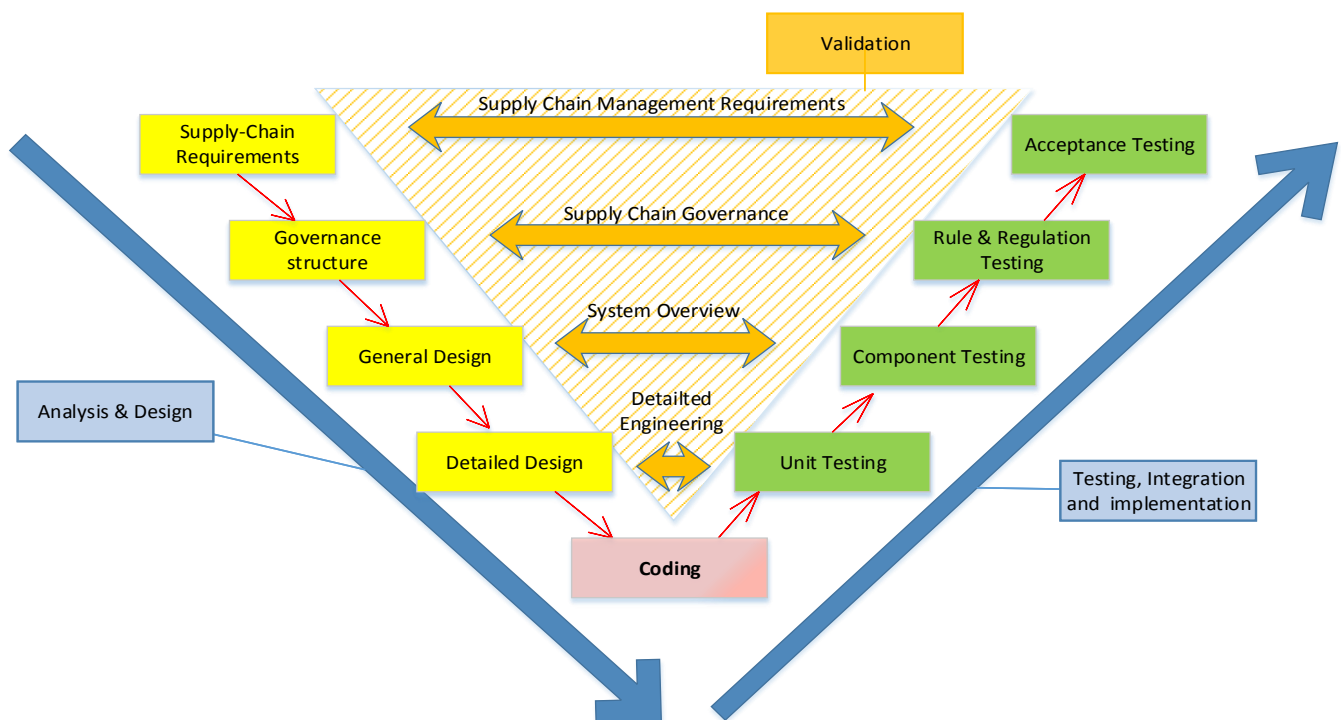 Validation
Supply Chain Management Requirements
Supply-Chain
Requirements
Acceptance Testing
Supply Chain Governance
Governance
structure
Rule & Regulation
Testing
System Overview
General Design
Component Testing
Analysis & Design
Detailted
Engineering
Detailed Design
Unit Testing
Testing, Integration
and implementation
Coding